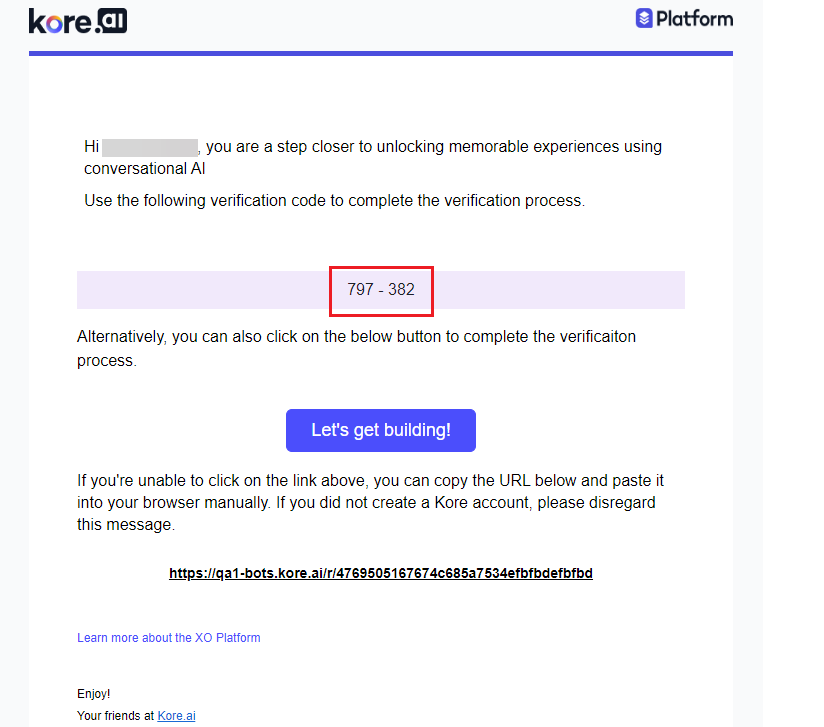 kore.ai
Platform
Hi , you are a step closer to unlocking memorable experiences using
conversational AI
Use the following verification code to complete the verification process.
797 - 382
Alternatively, you can also click on the below button to complete the verificaiton
process.
Let's get building!
If you're unable to click on the link above, you can copy the URL below and paste it
into your browser manually. If you did not create a Kore account, please disregard
this message.
https://qa1-bots.kore.ai/r/4769505167674c685a7534efbfbdefbfbd
Learn more about the XO Platform
Enjoy!
Your friends at Kore.ai